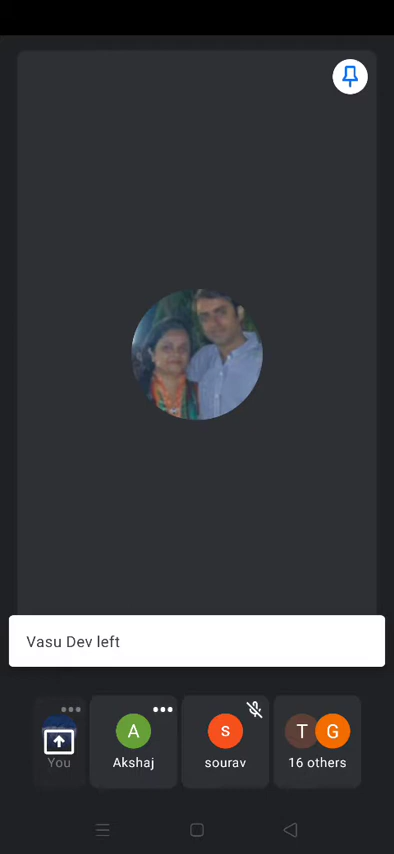 Vasu Dev left
You
A
Akshaj
s
sourav
T
G
16 others